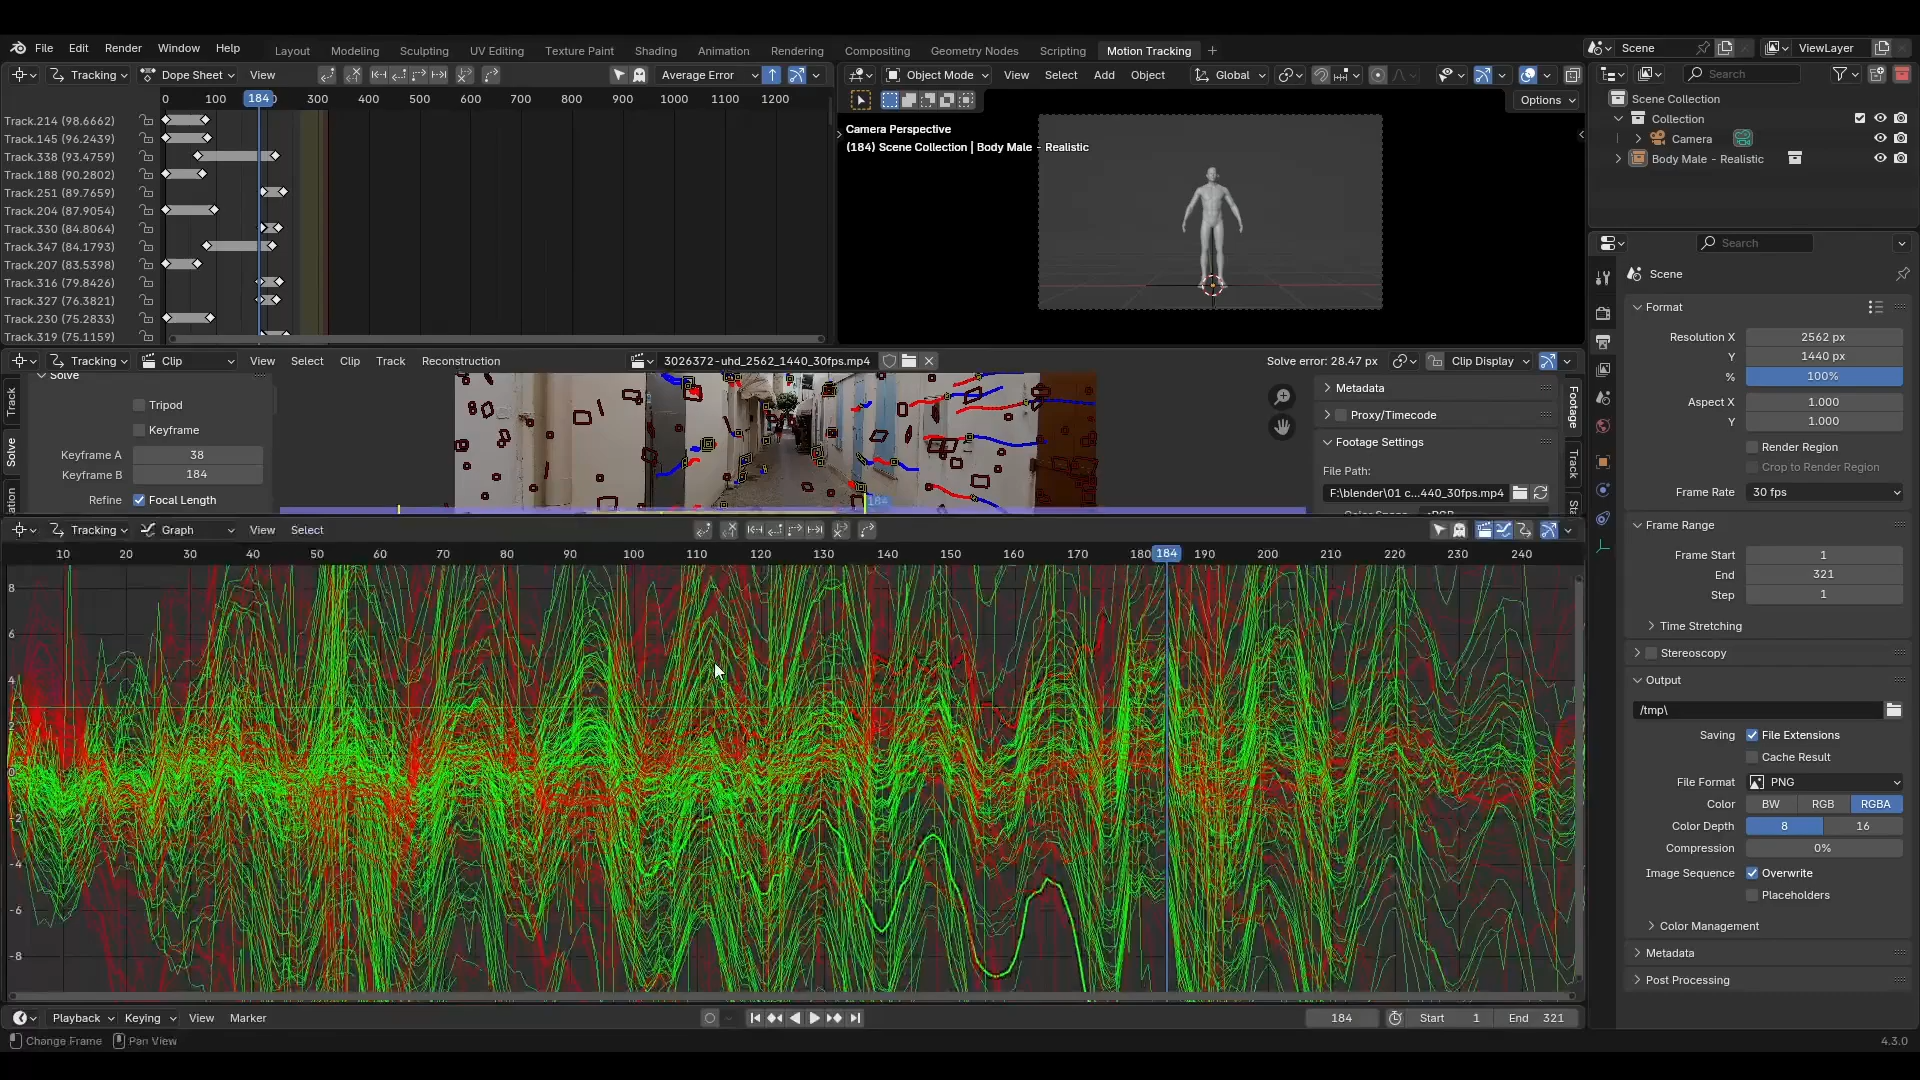 File Edit Render Window Help Layout Modeling Sculpting UV Editing Texture Paint Shading Animation Rendering Compositing Geometry Nodes Scripting Motion Tracking + Scene ViewLayer
Tracking Dope Sheet View Average Error
Object Mode View Select Add Object Global
Search
0 100 184 300 400 500 600 700 800 900 1000 1100 1200
Options
Scene Collection
Collection
Camera
Body Male - Realistic
Track.214 (98.6662)
Track.145 (96.2439)
Track.338 (93.4759)
Track.188 (90.2802)
Track.251 (89.7659)
Track.204 (87.9054)
Track.330 (84.8064)
Track.347 (84.1793)
Track.207 (83.5398)
Track.316 (79.8426)
Track.327 (76.3821)
Track.230 (75.2833)
Track.319 (75.1159)
Camera Perspective
(184) Scene Collection | Body Male - Realistic
Tracking Clip View Select Clip Track Reconstruction 3026372-uhd_2562_1440_30fps.mp4 Solve error: 28.47 px Clip Display
Track
Solve
Solve
Tripod
Keyframe
Keyframe A 38
Keyframe B 184
Refine Focal Length
184
Metadata
Proxy/Timecode
Footage Settings
File Path:
F:\blender\01 c...440_30fps.mp4
Footage
Track
Tracking Graph View Select
10 20 30 40 50 60 70 80 90 100 110 120 130 140 150 160 170 180 184 190 200 210 220 230 240
8
6
4
2
0
-2
-4
-6
-8
Search
Scene
Format
Resolution X 2562 px
Y 1440 px
% 100%
Aspect X 1.000
Y 1.000
Render Region
Crop to Render Region
Frame Rate 30 fps
Frame Range
Frame Start 1
End 321
Step 1
Time Stretching
Stereoscopy
Output
/tmp\
Saving File Extensions
Cache Result
File Format PNG
Color BW RGB RGBA
Color Depth 8 16
Compression 0%
Image Sequence Overwrite
Placeholders
Color Management
Metadata
Post Processing
Playback Keying View Marker 184 Start 1 End 321
Change Frame Pan View 4.3.0